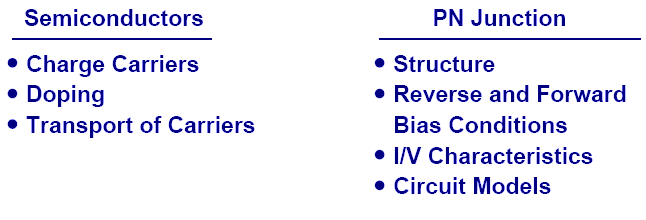 Semiconductors
• Charge Carriers
• Doping
• Transport of Carriers
PN Junction
• Structure
• Reverse and Forward
Bias Conditions
• I/V Characteristics
• Circuit Models